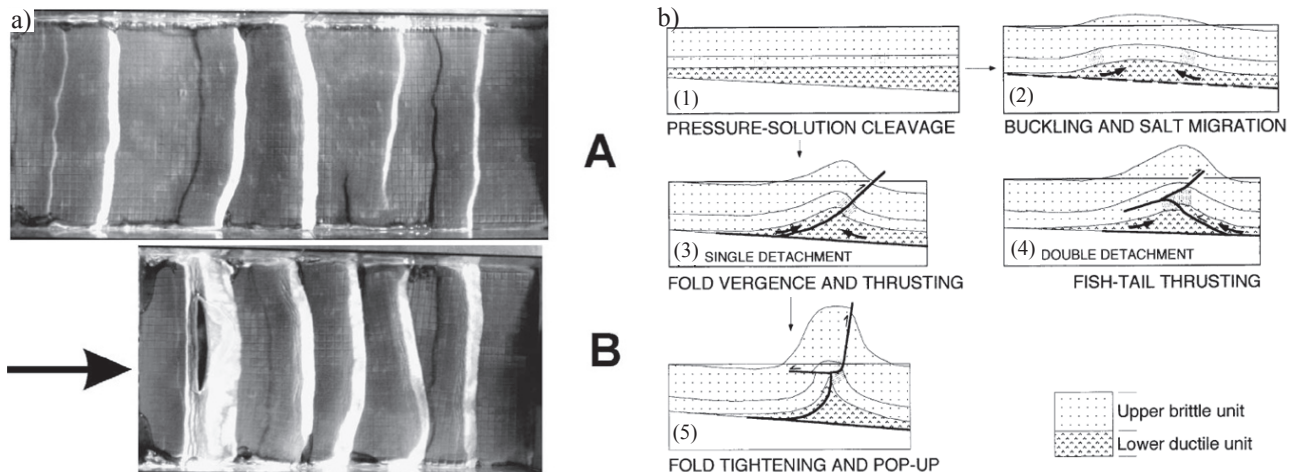 a)
b)
(1)
PRESSURE-SOLUTION CLEAVAGE
(2)
BUCKLING AND SALT MIGRATION
A
(3)
SINGLE DETACHMENT
FOLD VERGENCE AND THRUSTING
(4)
DOUBLE DETACHMENT
FISH-TAIL THRUSTING
B
(5)
FOLD TIGHTENING AND POP-UP
Upper brittle unit
Lower ductile unit